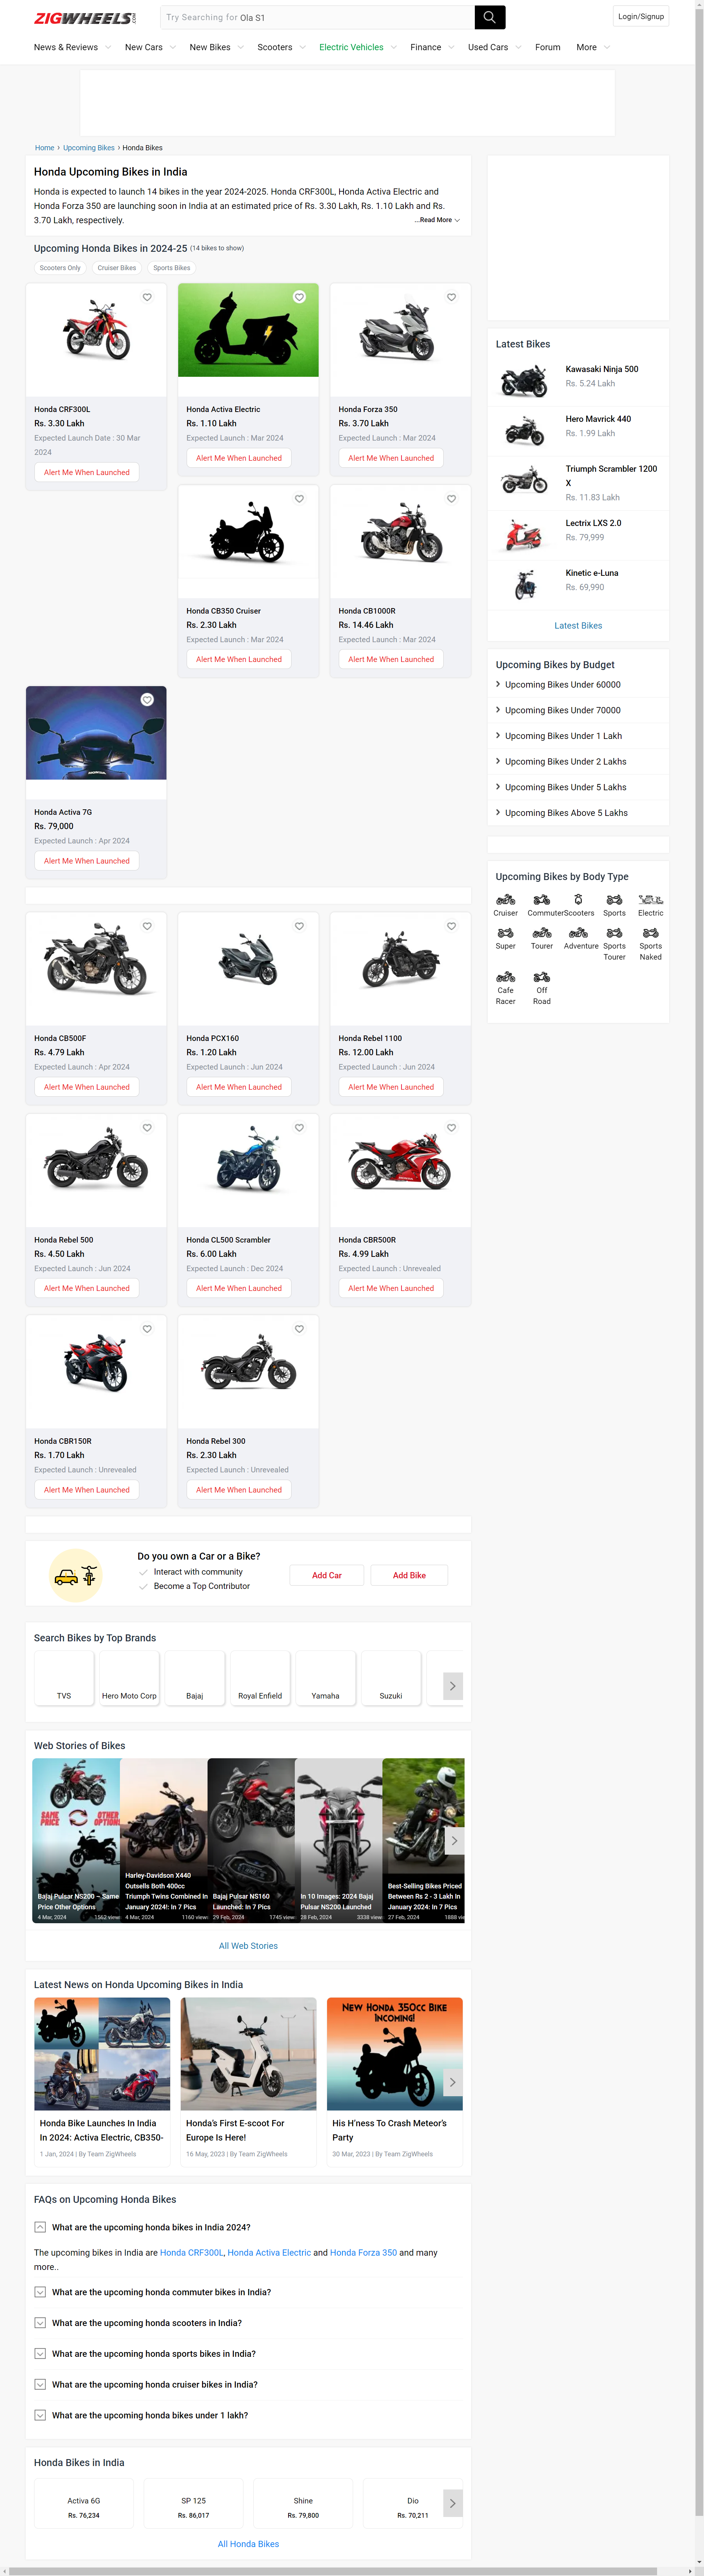 ZIGWHEELS.COM
Try Searching for Ola S1
Login/Signup
News & Reviews
New Cars
New Bikes
Scooters
Electric Vehicles
Finance
Used Cars
Forum
More
Home › Upcoming Bikes › Honda Bikes
Honda Upcoming Bikes in India
Honda is expected to launch 14 bikes in the year 2024-2025. Honda CRF300L, Honda Activa Electric and
Honda Forza 350 are launching soon in India at an estimated price of Rs. 3.30 Lakh, Rs. 1.10 Lakh and Rs.
3.70 Lakh, respectively.
...Read More
Upcoming Honda Bikes in 2024-25 (14 bikes to show)
Scooters Only
Cruiser Bikes
Sports Bikes
Honda CRF300L
Rs. 3.30 Lakh
Expected Launch Date : 30 Mar
2024
Alert Me When Launched
Honda Activa Electric
Rs. 1.10 Lakh
Expected Launch : Mar 2024
Alert Me When Launched
Honda Forza 350
Rs. 3.70 Lakh
Expected Launch : Mar 2024
Alert Me When Launched
Honda CB350 Cruiser
Rs. 2.30 Lakh
Expected Launch : Mar 2024
Alert Me When Launched
Honda CB1000R
Rs. 14.46 Lakh
Expected Launch : Mar 2024
Alert Me When Launched
HONDA
Honda Activa 7G
Rs. 79,000
Expected Launch : Apr 2024
Alert Me When Launched
Honda CB500F
Rs. 4.79 Lakh
Expected Launch : Apr 2024
Alert Me When Launched
Honda PCX160
Rs. 1.20 Lakh
Expected Launch : Jun 2024
Alert Me When Launched
Honda Rebel 1100
Rs. 12.00 Lakh
Expected Launch : Jun 2024
Alert Me When Launched
Honda Rebel 500
Rs. 4.50 Lakh
Expected Launch : Jun 2024
Alert Me When Launched
Honda CL500 Scrambler
Rs. 6.00 Lakh
Expected Launch : Dec 2024
Alert Me When Launched
Honda CBR500R
Rs. 4.99 Lakh
Expected Launch : Unrevealed
Alert Me When Launched
Honda CBR150R
Rs. 1.70 Lakh
Expected Launch : Unrevealed
Alert Me When Launched
Honda Rebel 300
Rs. 2.30 Lakh
Expected Launch : Unrevealed
Alert Me When Launched
Do you own a Car or a Bike?
Interact with community
Become a Top Contributor
Add Car
Add Bike
Search Bikes by Top Brands
TVS
Hero Moto Corp
Bajaj
Royal Enfield
Yamaha
Suzuki
Web Stories of Bikes
SAME PRICE
OTHER OPTION
Bajaj Pulsar NS200 – Same
Price Other Options
4 Mar, 2024
1562 views
Harley-Davidson X440
Outsells Both 400cc
Triumph Twins Combined In
January 2024!: In 7 Pics
4 Mar, 2024
1160 views
Bajaj Pulsar NS160
Launched: In 7 Pics
29 Feb, 2024
1745 views
In 10 Images: 2024 Bajaj
Pulsar NS200 Launched
28 Feb, 2024
3338 views
Best-Selling Bikes Priced
Between Rs 2 - 3 Lakh In
January 2024: In 7 Pics
27 Feb, 2024
1888 vie
All Web Stories
Latest News on Honda Upcoming Bikes in India
Honda Bike Launches In India
In 2024: Activa Electric, CB350-
1 Jan, 2024 | By Team ZigWheels
Honda's First E-scoot For
Europe Is Here!
16 May, 2023 | By Team ZigWheels
New Honda 350cc Bike
Incoming!
His H'ness To Crash Meteor's
Party
30 Mar, 2023 | By Team ZigWheels
FAQs on Upcoming Honda Bikes
What are the upcoming honda bikes in India 2024?
The upcoming bikes in India are Honda CRF300L, Honda Activa Electric and Honda Forza 350 and many
more..
What are the upcoming honda commuter bikes in India?
What are the upcoming honda scooters in India?
What are the upcoming honda sports bikes in India?
What are the upcoming honda cruiser bikes in India?
What are the upcoming honda bikes under 1 lakh?
Honda Bikes in India
Activa 6G
Rs. 76,234
SP 125
Rs. 86,017
Shine
Rs. 79,800
Dio
Rs. 70,211
All Honda Bikes
Latest Bikes
Kawasaki Ninja 500
Rs. 5.24 Lakh
Hero Mavrick 440
Rs. 1.99 Lakh
Triumph Scrambler 1200
X
Rs. 11.83 Lakh
Lectrix LXS 2.0
Rs. 79,999
Kinetic e-Luna
Rs. 69,990
Latest Bikes
Upcoming Bikes by Budget
Upcoming Bikes Under 60000
Upcoming Bikes Under 70000
Upcoming Bikes Under 1 Lakh
Upcoming Bikes Under 2 Lakhs
Upcoming Bikes Under 5 Lakhs
Upcoming Bikes Above 5 Lakhs
Upcoming Bikes by Body Type
Cruiser
Commuter
Scooters
Sports
Electric
Super
Tourer
Adventure
Sports
Tourer
Sports
Naked
Cafe
Racer
Off
Road